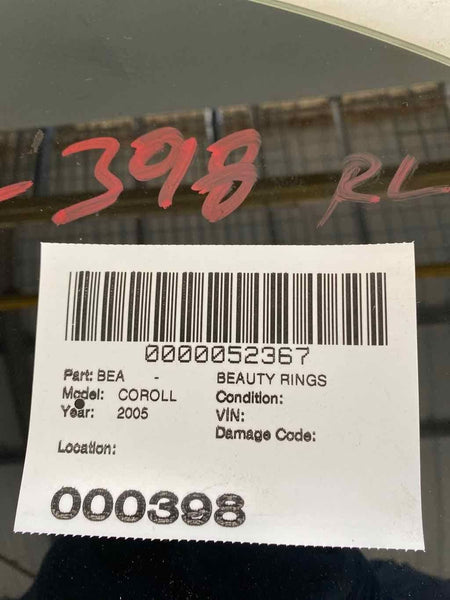 398 RL
0000052367
Part: BEA - BEAUTY RINGS
Model: COROLL Condition:
Year: 2005 VIN:
Damage Code:
Location:
000398